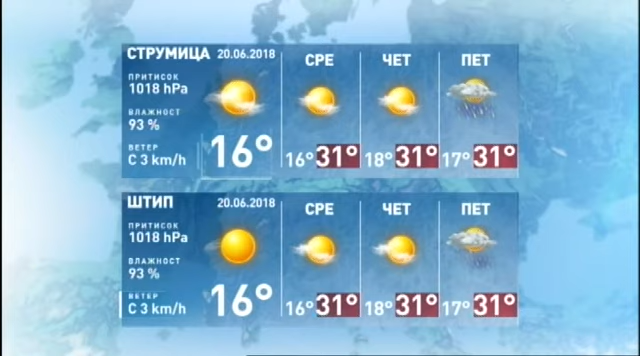 СТРУМИЦА 20.06.2018
ПРИТИСОК
1018 hPa
ВЛАЖНОСТ
93 %
ВЕТЕР
С 3 km/h
16°
СРЕ ЧЕТ ПЕТ
16° 31° 18° 31° 17° 31°
ШТИП 20.06.2018
ПРИТИСОК
1018 hPa
ВЛАЖНОСТ
93 %
ВЕТЕР
С 3 km/h
16°
СРЕ ЧЕТ ПЕТ
16° 31° 18° 31° 17° 31°